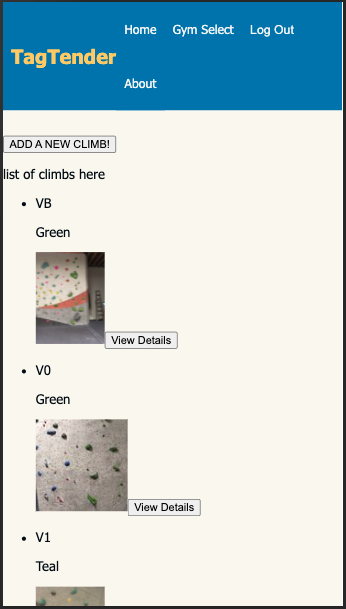 Home Gym Select Log Out
TagTender
About
ADD A NEW CLIMB!
list of climbs here
VB
Green
View Details
V0
Green
View Details
V1
Teal